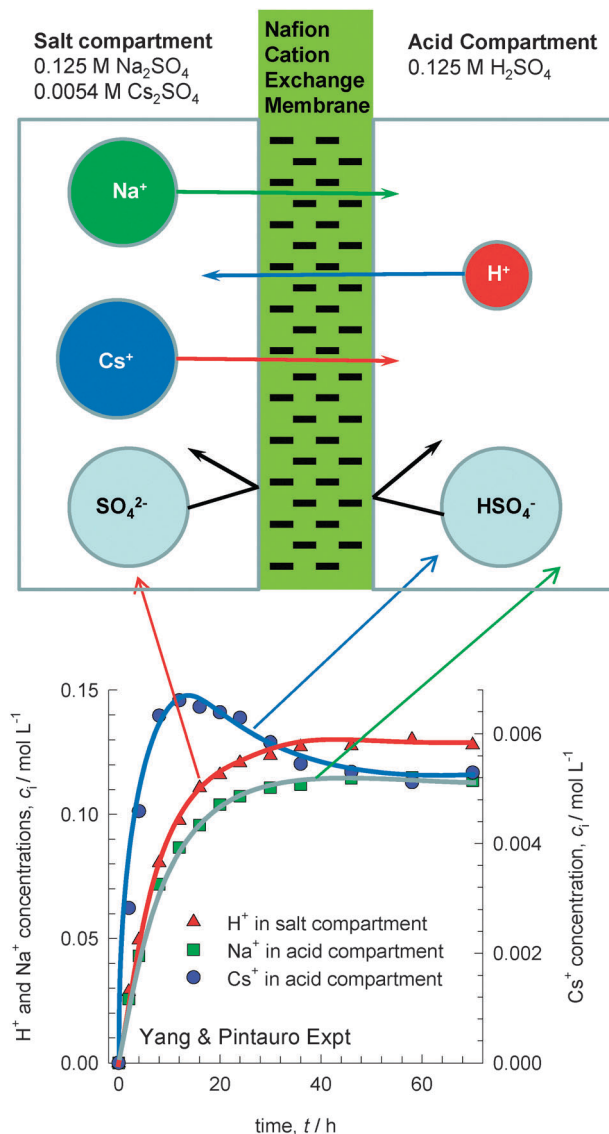 Salt compartment
0.125 M Na₂SO₄
0.0054 M Cs₂SO₄
Nafion
Cation
Exchange
Membrane
Acid Compartment
0.125 M H₂SO₄
Na⁺
H⁺
Cs⁺
SO₄²⁻
HSO₄⁻
H⁺ and Na⁺ concentrations, cᵢ / mol L⁻¹
0.15
0.10
0.05
0.00
Cs⁺ concentration, cᵢ / mol L⁻¹
0.006
0.004
0.002
0.000
H⁺ in salt compartment
Na⁺ in acid compartment
Cs⁺ in acid compartment
Yang & Pintauro Expt
0
20
40
60
time, t / h